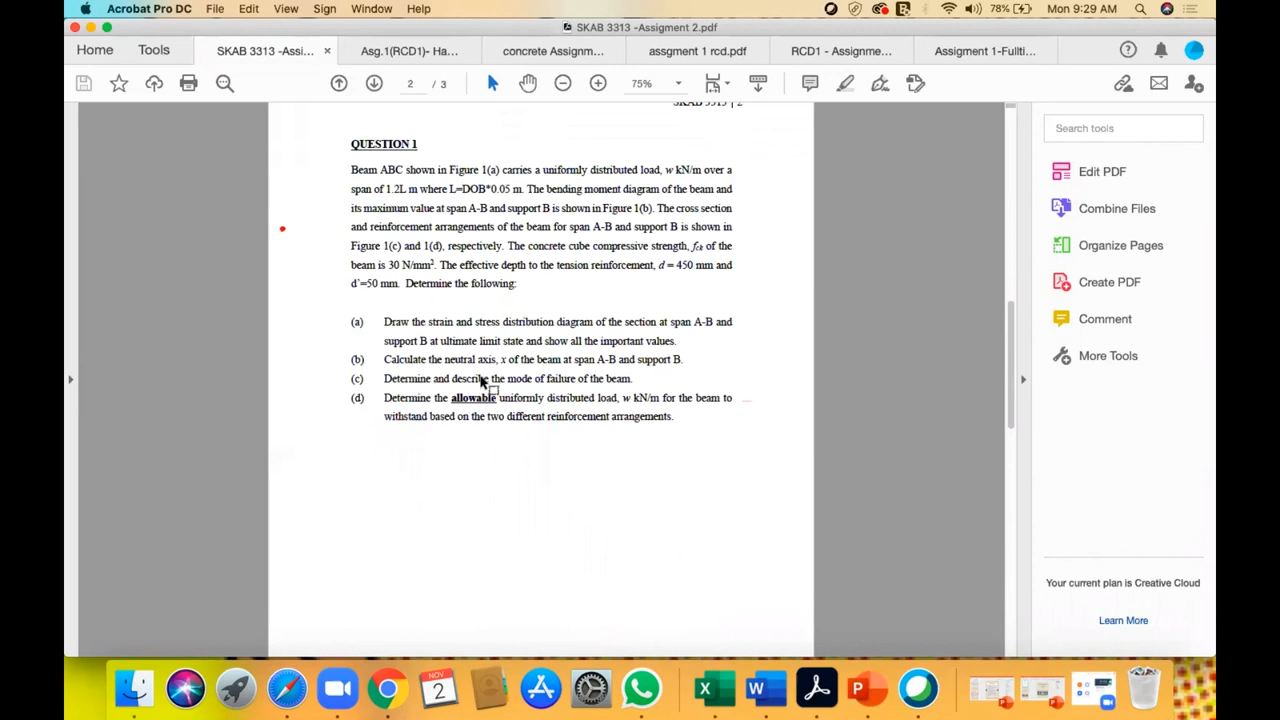 Acrobat Pro DC File Edit View Sign Window Help 78% Mon 9:29 AM
SKAB 3313 -Assigment 2.pdf
Home Tools SKAB 3313 -Assi... × Asg.1(RCD1)- Ha... concrete Assignm... assgment 1 rcd.pdf RCD1 - Assignme... Assigment 1-Fullti...
2 / 3 75%
SKAB 3313 | 2
Search tools
QUESTION 1
Beam ABC shown in Figure 1(a) carries a uniformly distributed load, w kN/m over a
span of 1.2L m where L=DOB*0.05 m. The bending moment diagram of the beam and
its maximum value at span A-B and support B is shown in Figure 1(b). The cross section
and reinforcement arrangements of the beam for span A-B and support B is shown in
Figure 1(c) and 1(d), respectively. The concrete cube compressive strength, fck of the
beam is 30 N/mm². The effective depth to the tension reinforcement, d = 450 mm and
d'=50 mm. Determine the following:
(a) Draw the strain and stress distribution diagram of the section at span A-B and
support B at ultimate limit state and show all the important values.
(b) Calculate the neutral axis, x of the beam at span A-B and support B.
(c) Determine and describe the mode of failure of the beam.
(d) Determine the allowable uniformly distributed load, w kN/m for the beam to
withstand based on the two different reinforcement arrangements.
Edit PDF
Combine Files
Organize Pages
Create PDF
Comment
More Tools
Your current plan is Creative Cloud
Learn More
NOV
2